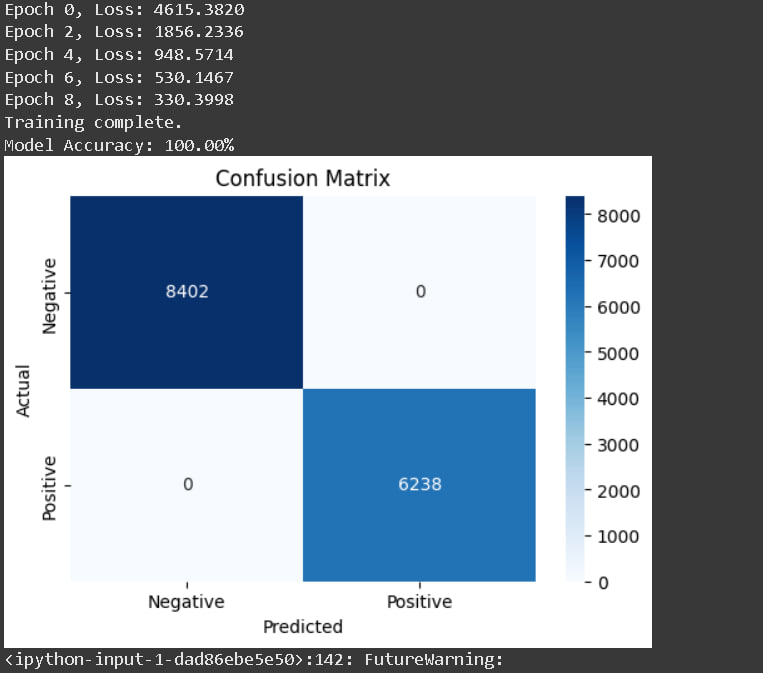 Epoch 0, Loss: 4615.3820
Epoch 2, Loss: 1856.2336
Epoch 4, Loss: 948.5714
Epoch 6, Loss: 530.1467
Epoch 8, Loss: 330.3998
Training complete.
Model Accuracy: 100.00%
Confusion Matrix
Actual
Negative
8402
0
Positive
0
6238
Negative
Positive
Predicted
8000
7000
6000
5000
4000
3000
2000
1000
0
<ipython-input-1-dad86ebe5e50>:142: FutureWarning: